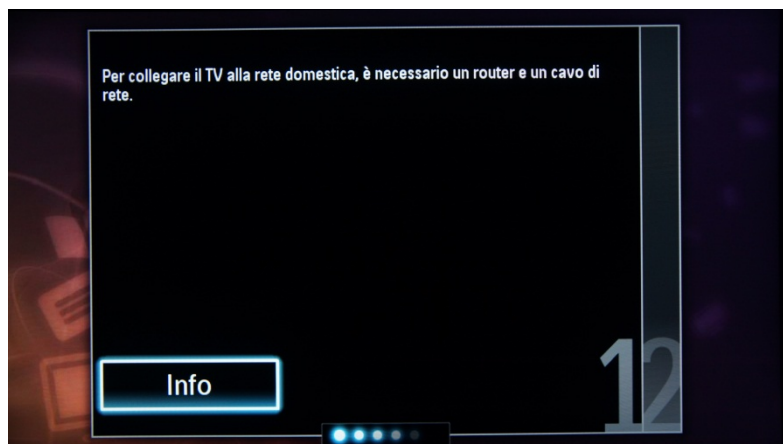 Per collegare il TV alla rete domestica, è necessario un router e un cavo di
rete.
Info
12